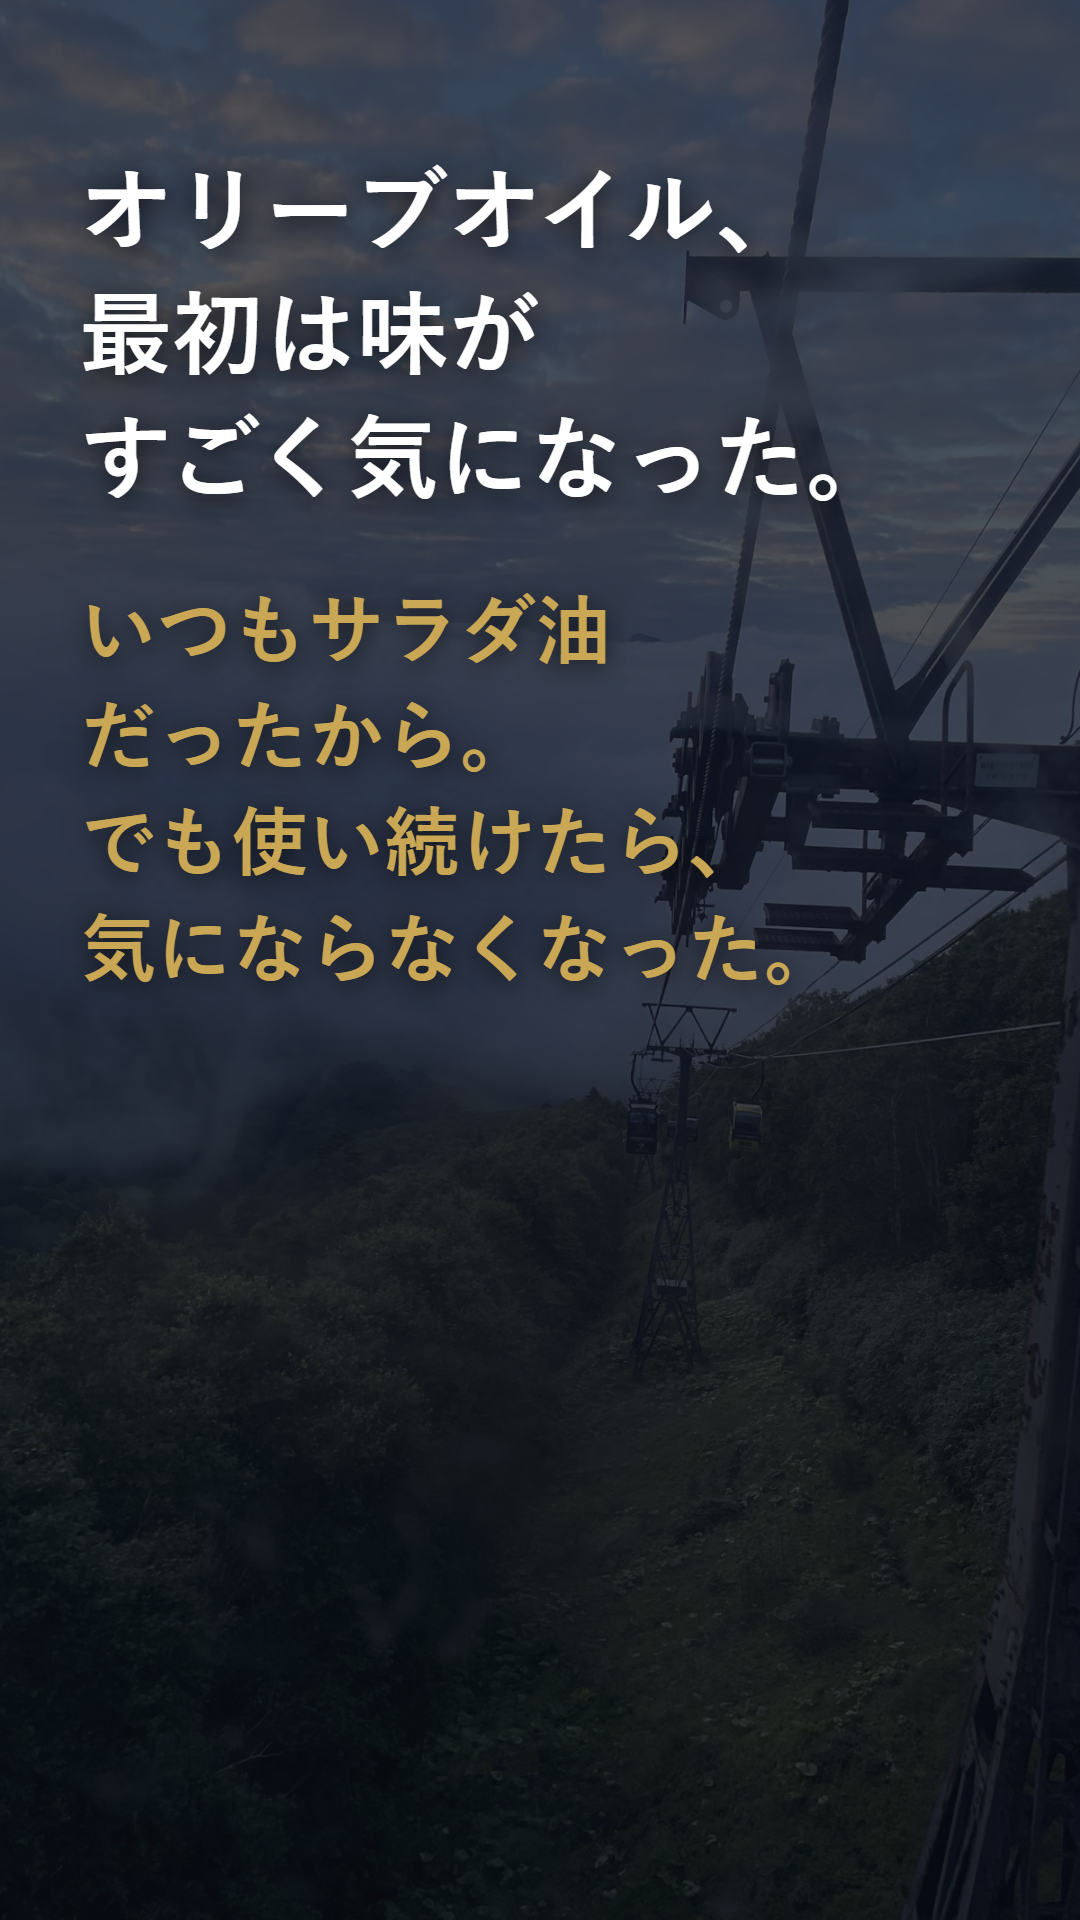 オリーブオイル、
最初は味が
すごく気になった。
いつもサラダ油
だったから。
でも使い続けたら、
気にならなくなった。